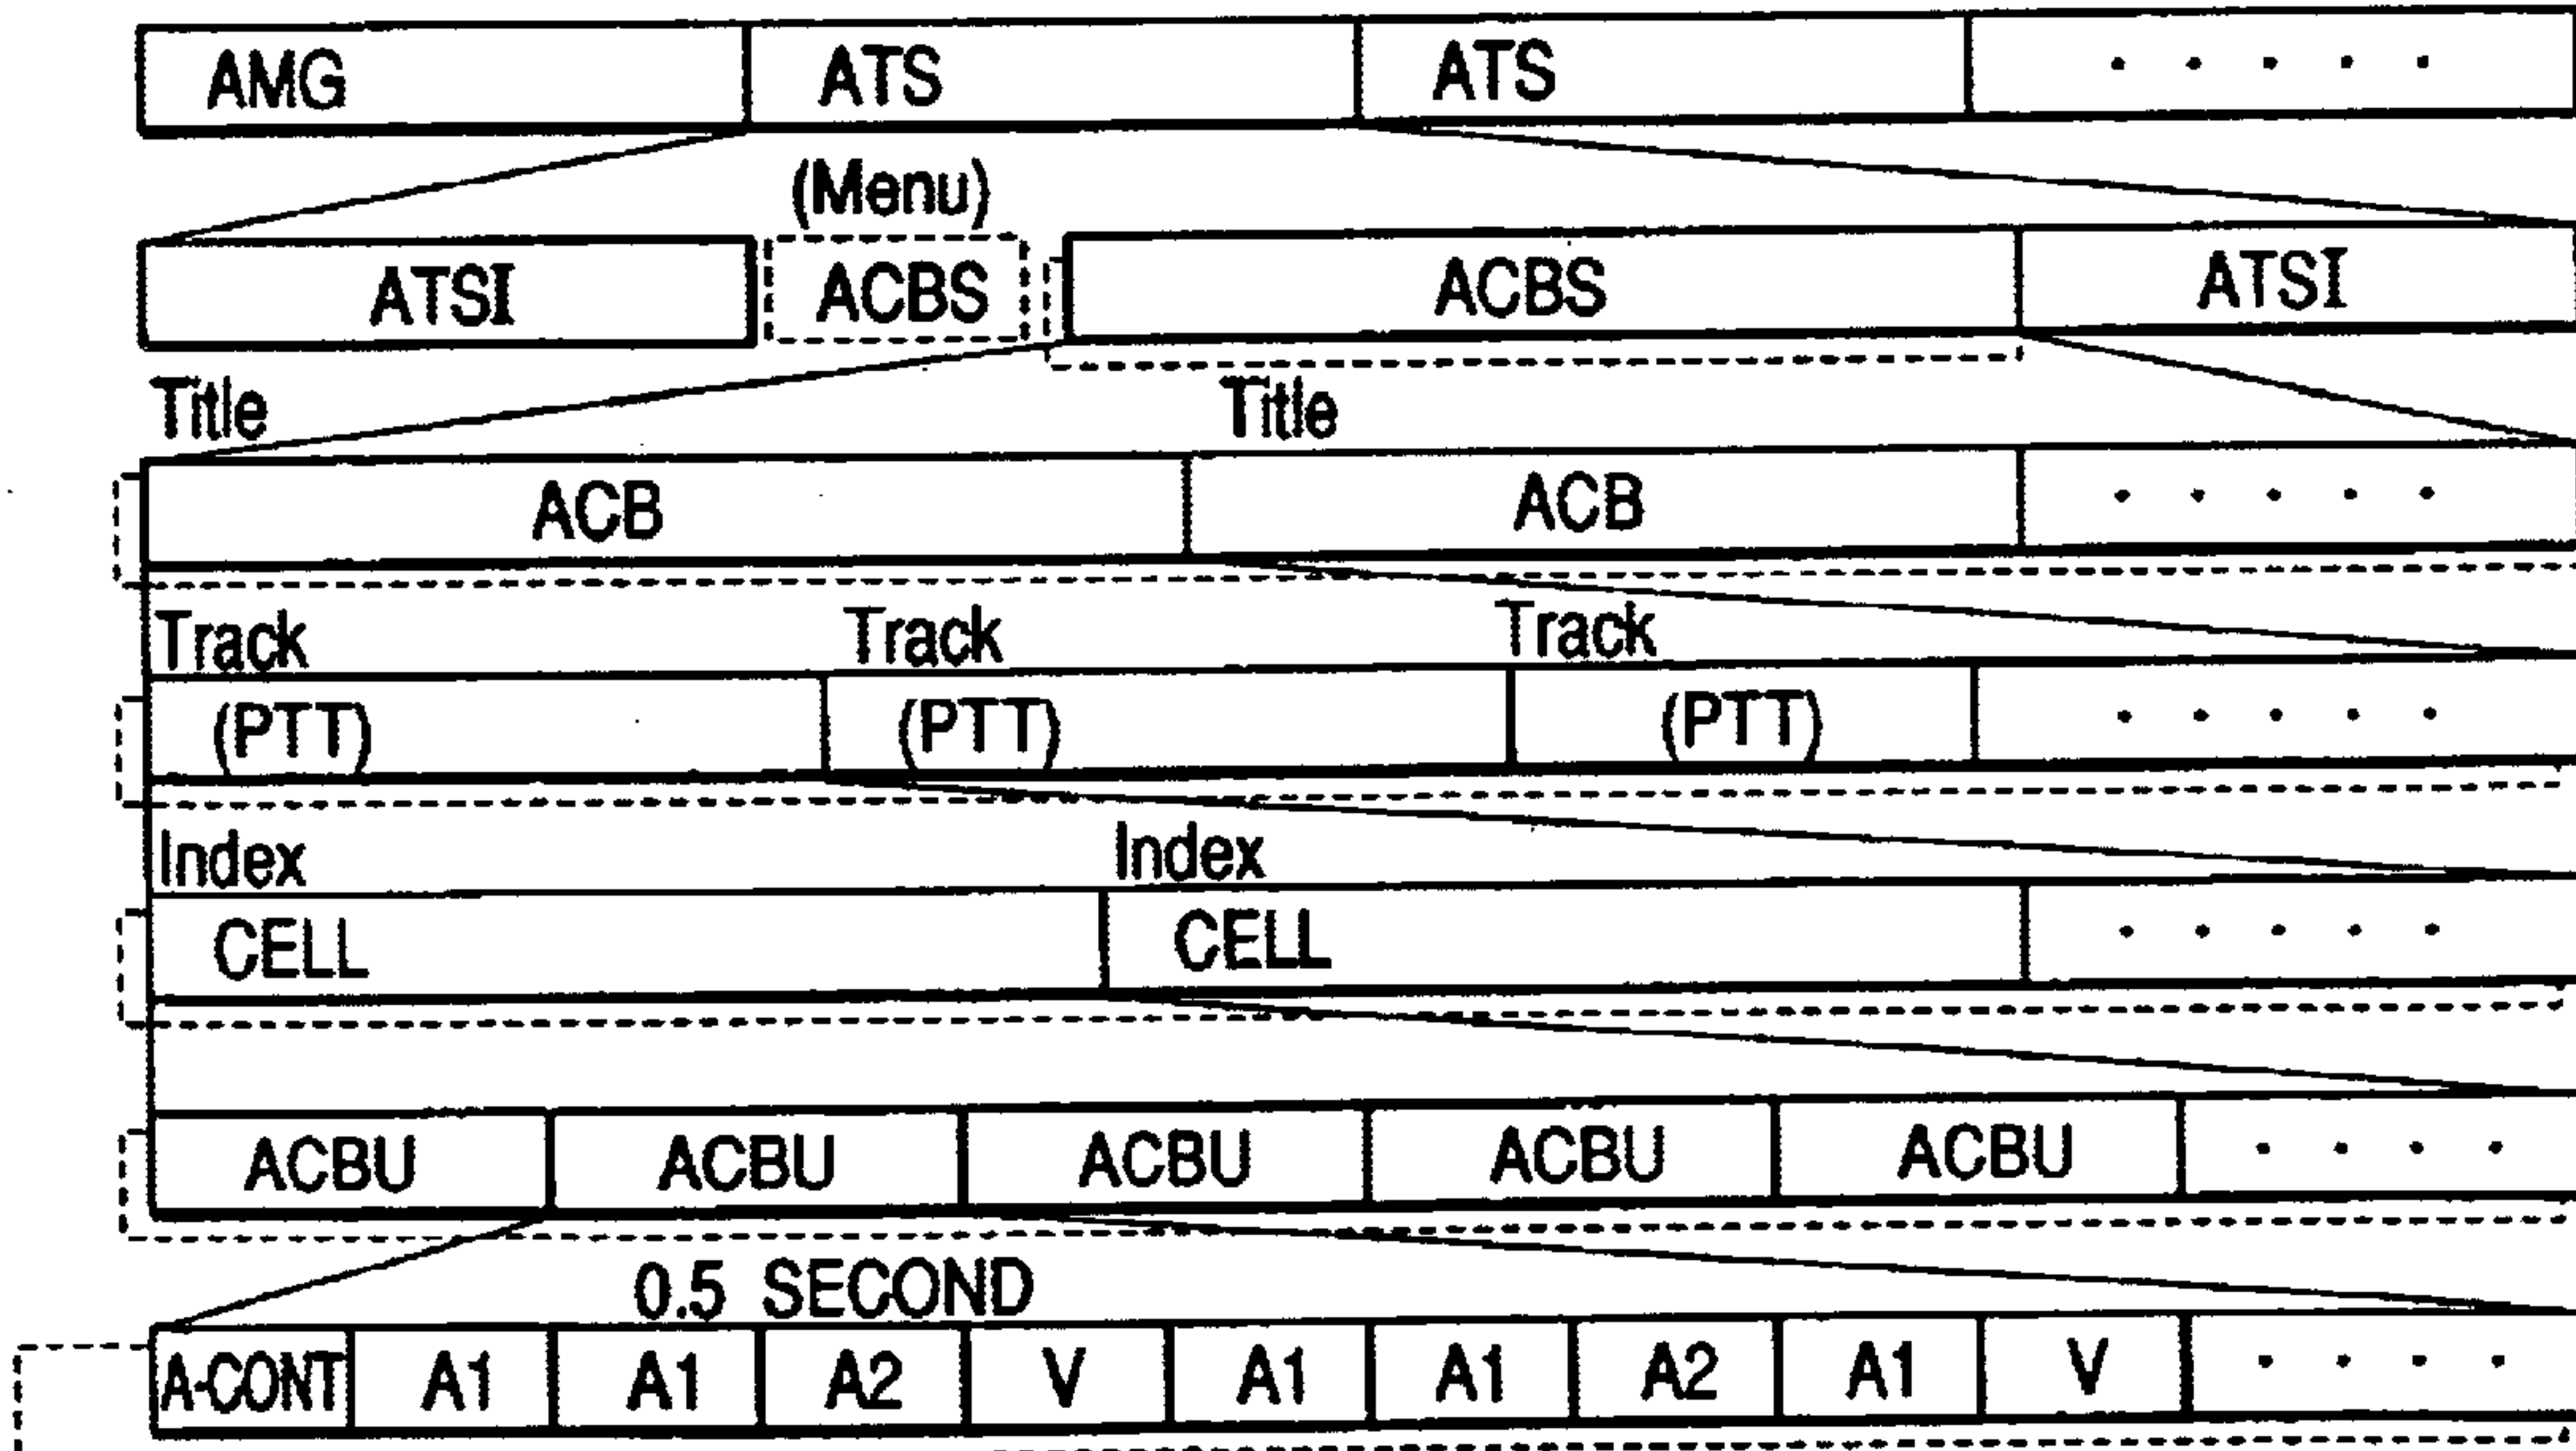 AMG ATS ATS · · · · ·
(Menu)
ATSI ACBS ACBS ATSI
Title Title
ACB ACB · · · · ·
Track Track Track
(PTT) (PTT) (PTT) · · · · ·
Index Index
CELL CELL · · · · ·
ACBU ACBU ACBU ACBU ACBU · · · ·
0.5 SECOND
A-CONT A1 A1 A2 V A1 A1 A2 A1 V · · · ·